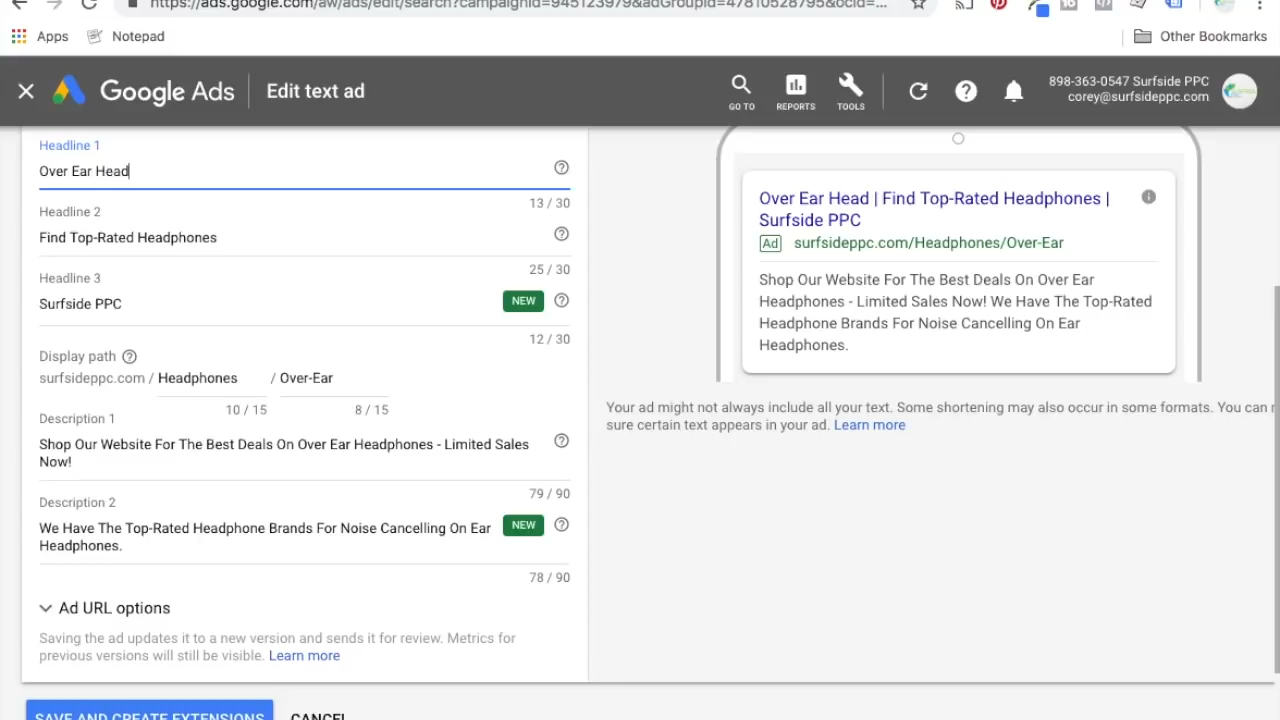 https://ads.google.com/aw/ads/edit/search?campaignId=945123979&adGroupId=47810528795&ocid=...
Apps
Notepad
Other Bookmarks
Google Ads
Edit text ad
GO TO
REPORTS
TOOLS
898-363-0547 Surfside PPC
corey@surfsideppc.com
Headline 1
Over Ear Head
13 / 30
Headline 2
Find Top-Rated Headphones
25 / 30
Headline 3
Surfside PPC
NEW
12 / 30
Display path
surfsideppc.com / Headphones / Over-Ear
10 / 15
8 / 15
Description 1
Shop Our Website For The Best Deals On Over Ear Headphones - Limited Sales
Now!
79 / 90
Description 2
We Have The Top-Rated Headphone Brands For Noise Cancelling On Ear
Headphones.
NEW
78 / 90
Ad URL options
Saving the ad updates it to a new version and sends it for review. Metrics for
previous versions will still be visible. Learn more
SAVE AND CREATE EXTENSIONS
CANCEL
Over Ear Head | Find Top-Rated Headphones |
Surfside PPC
Ad surfsideppc.com/Headphones/Over-Ear
Shop Our Website For The Best Deals On Over Ear
Headphones - Limited Sales Now! We Have The Top-Rated
Headphone Brands For Noise Cancelling On Ear
Headphones.
Your ad might not always include all your text. Some shortening may also occur in some formats. You can
sure certain text appears in your ad. Learn more